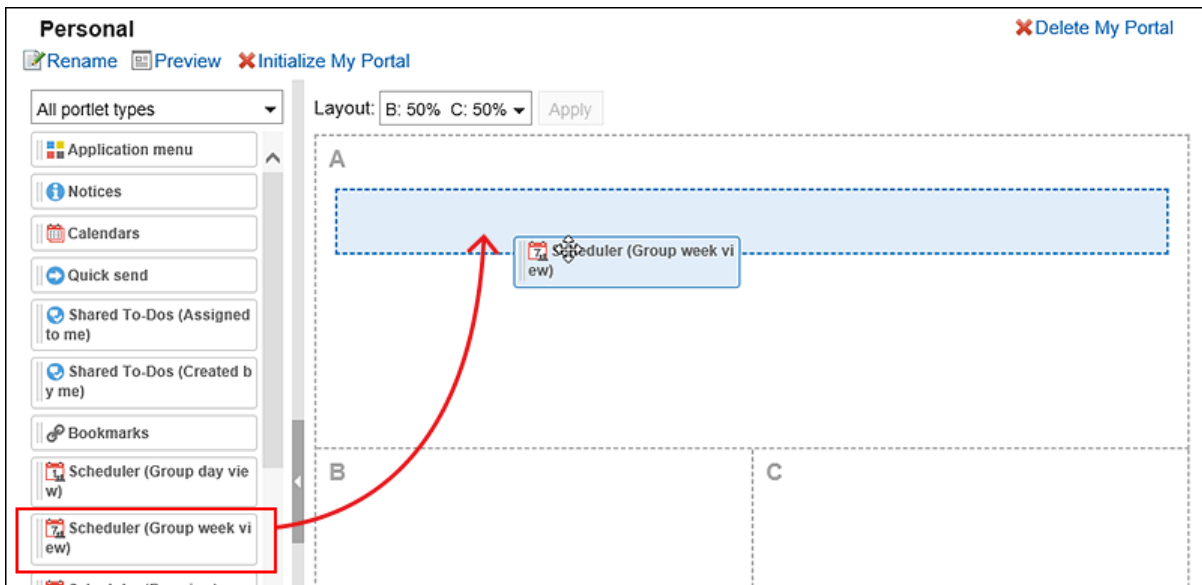 Personal
Delete My Portal
Rename Preview Initialize My Portal
All portlet types
Layout: B: 50% C: 50% Apply
Application menu
Notices
Calendars
Quick send
Shared To-Dos (Assigned
to me)
Shared To-Dos (Created b
y me)
Bookmarks
Scheduler (Group day vie
w)
Scheduler (Group week vi
ew)
A
Scheduler (Group week vi
ew)
B
C